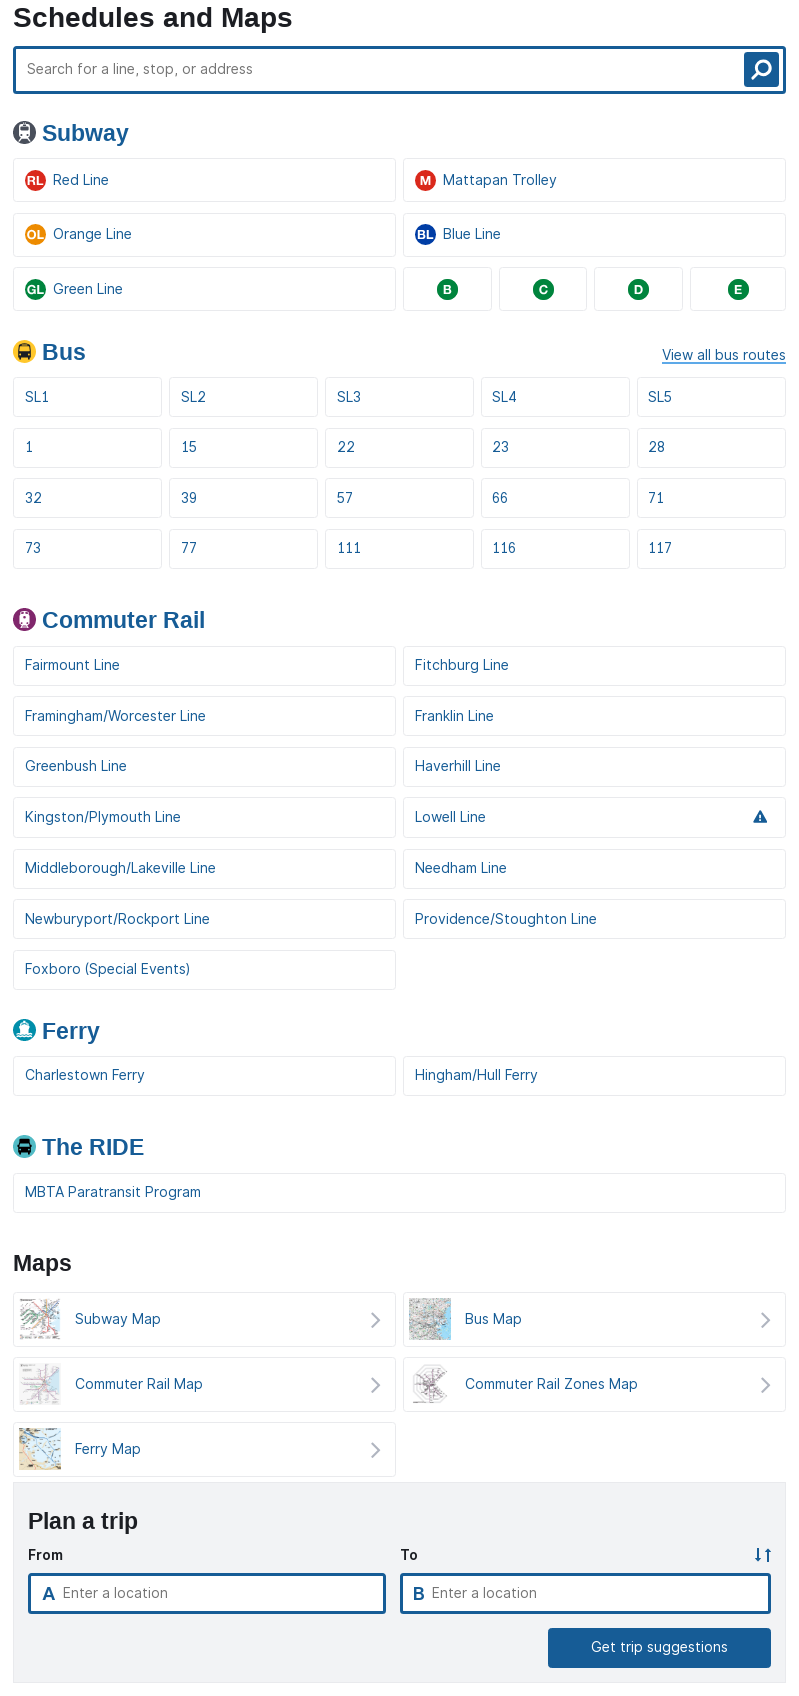 Schedules and Maps
Search for a line, stop, or address
Subway
RL Red Line
M Mattapan Trolley
OL Orange Line
BL Blue Line
GL Green Line
B
C
D
E
Bus
View all bus routes
SL1
SL2
SL3
SL4
SL5
1
15
22
23
28
32
39
57
66
71
73
77
111
116
117
Commuter Rail
Fairmount Line
Fitchburg Line
Framingham/Worcester Line
Franklin Line
Greenbush Line
Haverhill Line
Kingston/Plymouth Line
Lowell Line
Middleborough/Lakeville Line
Needham Line
Newburyport/Rockport Line
Providence/Stoughton Line
Foxboro (Special Events)
Ferry
Charlestown Ferry
Hingham/Hull Ferry
The RIDE
MBTA Paratransit Program
Maps
Subway Map
Bus Map
Commuter Rail Map
Commuter Rail Zones Map
Ferry Map
Plan a trip
From
To
A Enter a location
B Enter a location
Get trip suggestions